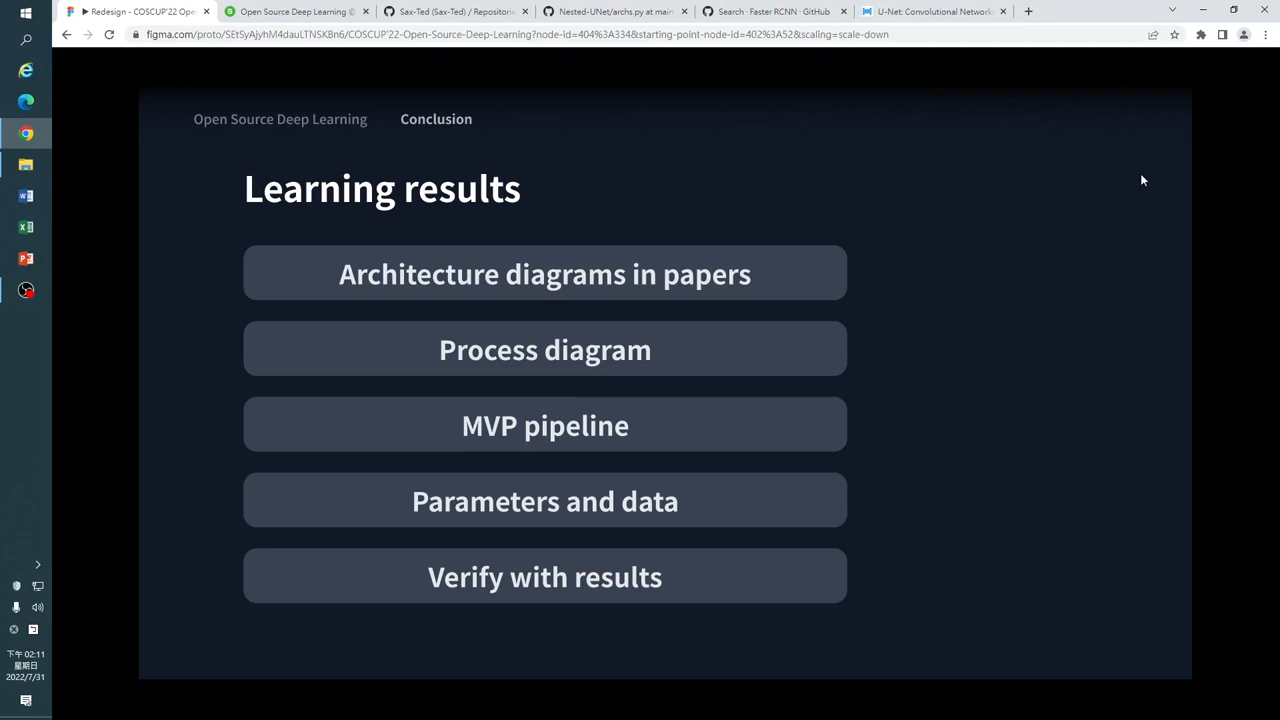 Redesign - COSCUP'22 Ope
Open Source Deep Learning @
Sax-Ted (Sax-Ted) / Repositorie
Nested-UNet/archs.py at main
Search · Faster RCNN · GitHub
U-Net: Convolutional Network
figma.com/proto/SEtSyAjyhM4dauLTNSKBn6/COSCUP'22-Open-Source-Deep-Learning?node-id=404%3A334&starting-point-node-id=402%3A52&scaling=scale-down
Open Source Deep Learning Conclusion
Learning results
Architecture diagrams in papers
Process diagram
MVP pipeline
Parameters and data
Verify with results
下午 02:11
星期日
2022/7/31